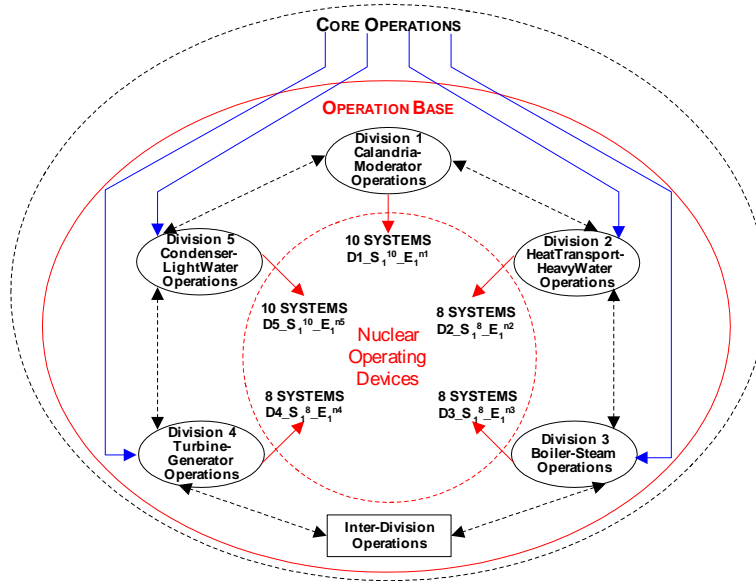 CORE OPERATIONS
OPERATION BASE
Division 1
Calandria-
Moderator
Operations
10 SYSTEMS
D1_S₁¹⁰_E₁ⁿ¹
Division 5
Condenser-
LightWater
Operations
Division 2
HeatTransport-
HeavyWater
Operations
10 SYSTEMS
D5_S₁¹⁰_E₁ⁿ⁵
8 SYSTEMS
D2_S₁⁸_E₁ⁿ²
Nuclear
Operating
Devices
8 SYSTEMS
D4_S₁⁸_E₁ⁿ⁴
8 SYSTEMS
D3_S₁⁸_E₁ⁿ³
Division 4
Turbine-
Generator
Operations
Division 3
Boiler-Steam
Operations
Inter-Division
Operations